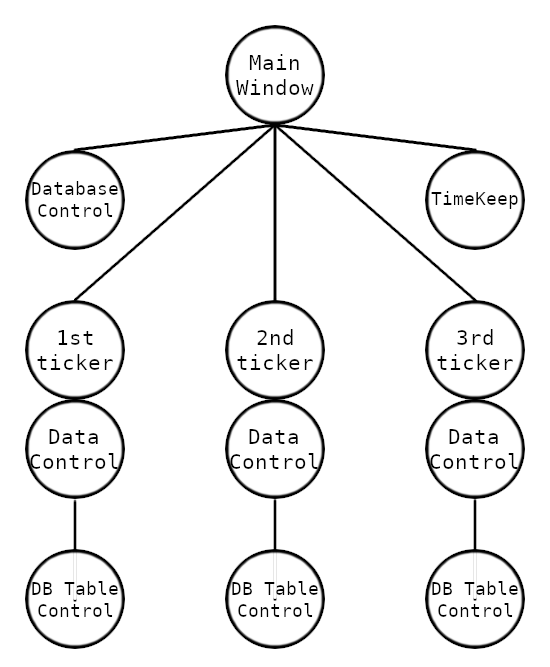 Main
Window
Database
Control
TimeKeep
1st
ticker
2nd
ticker
3rd
ticker
Data
Control
Data
Control
Data
Control
DB Table
Control
DB Table
Control
DB Table
Control